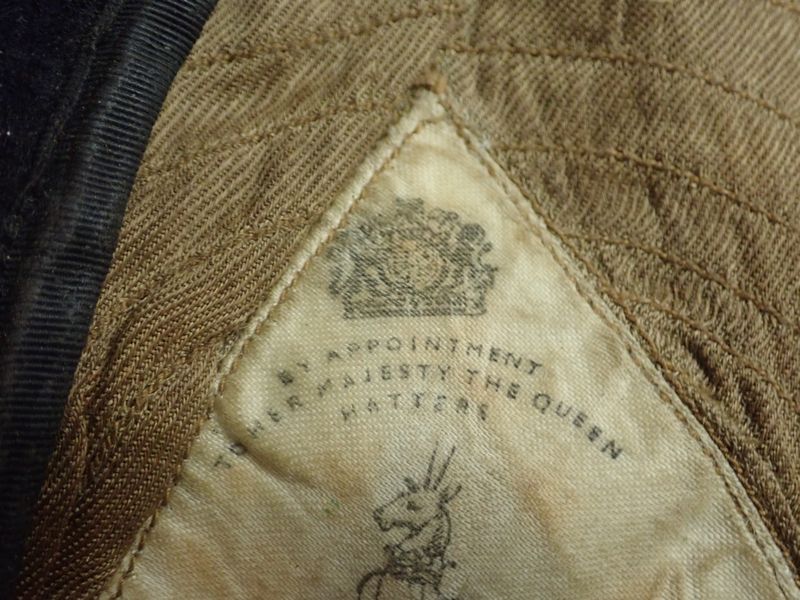 BY APPOINTMENT
TO HER MAJESTY THE QUEEN
HATTERS